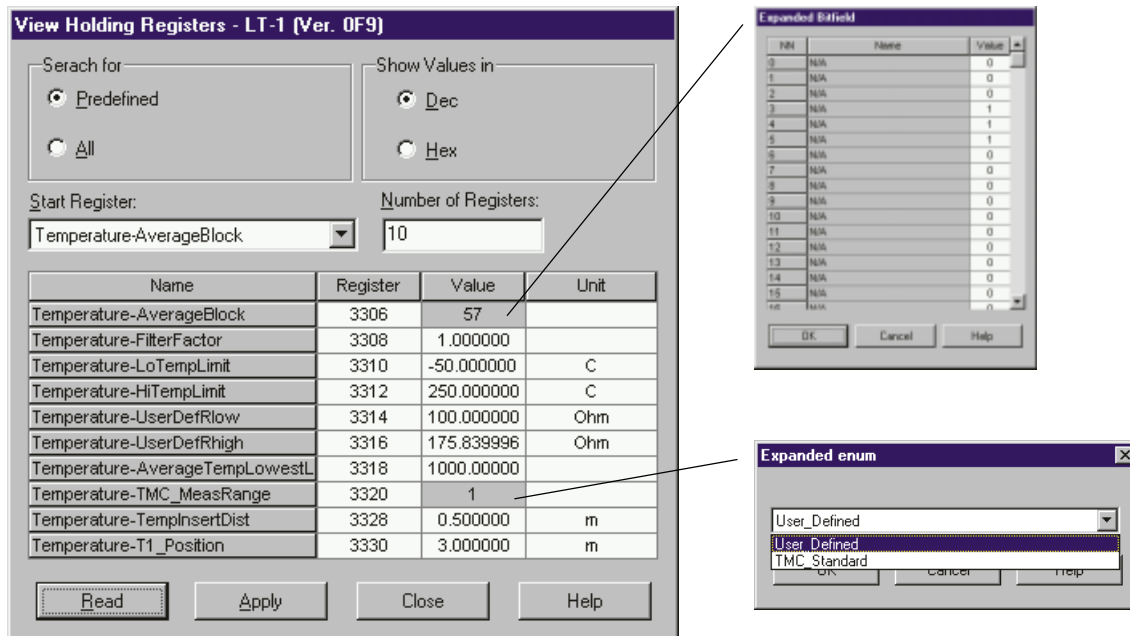 View Holding Registers - LT-1 (Ver. 0F9)
Serach for
Predefined
All
Show Values in
Dec
Hex
Start Register:
Number of Registers:
Temperature-AverageBlock
10
Name Register Value Unit
Temperature-AverageBlock 3306 57
Temperature-FilterFactor 3308 1.000000
Temperature-LoTempLimit 3310 -50.000000 C
Temperature-HiTempLimit 3312 250.000000 C
Temperature-UserDefRlow 3314 100.000000 Ohm
Temperature-UserDefRhigh 3316 175.839996 Ohm
Temperature-AverageTempLowestL 3318 1000.00000
Temperature-TMC_MeasRange 3320 1
Temperature-TempInsertDist 3328 0.500000 m
Temperature-T1_Position 3330 3.000000 m
Read Apply Close Help
Expanded Bitfield
NN Name Value
0 N/A 0
1 N/A 0
2 N/A 0
3 N/A 1
4 N/A 1
5 N/A 1
6 N/A 0
7 N/A 0
8 N/A 0
9 N/A 0
10 N/A 0
11 N/A 0
12 N/A 0
13 N/A 0
14 N/A 0
15 N/A 0
OK Cancel Help
Expanded enum
User_Defined
User_Defined
TMC_Standard
OK Cancel Help